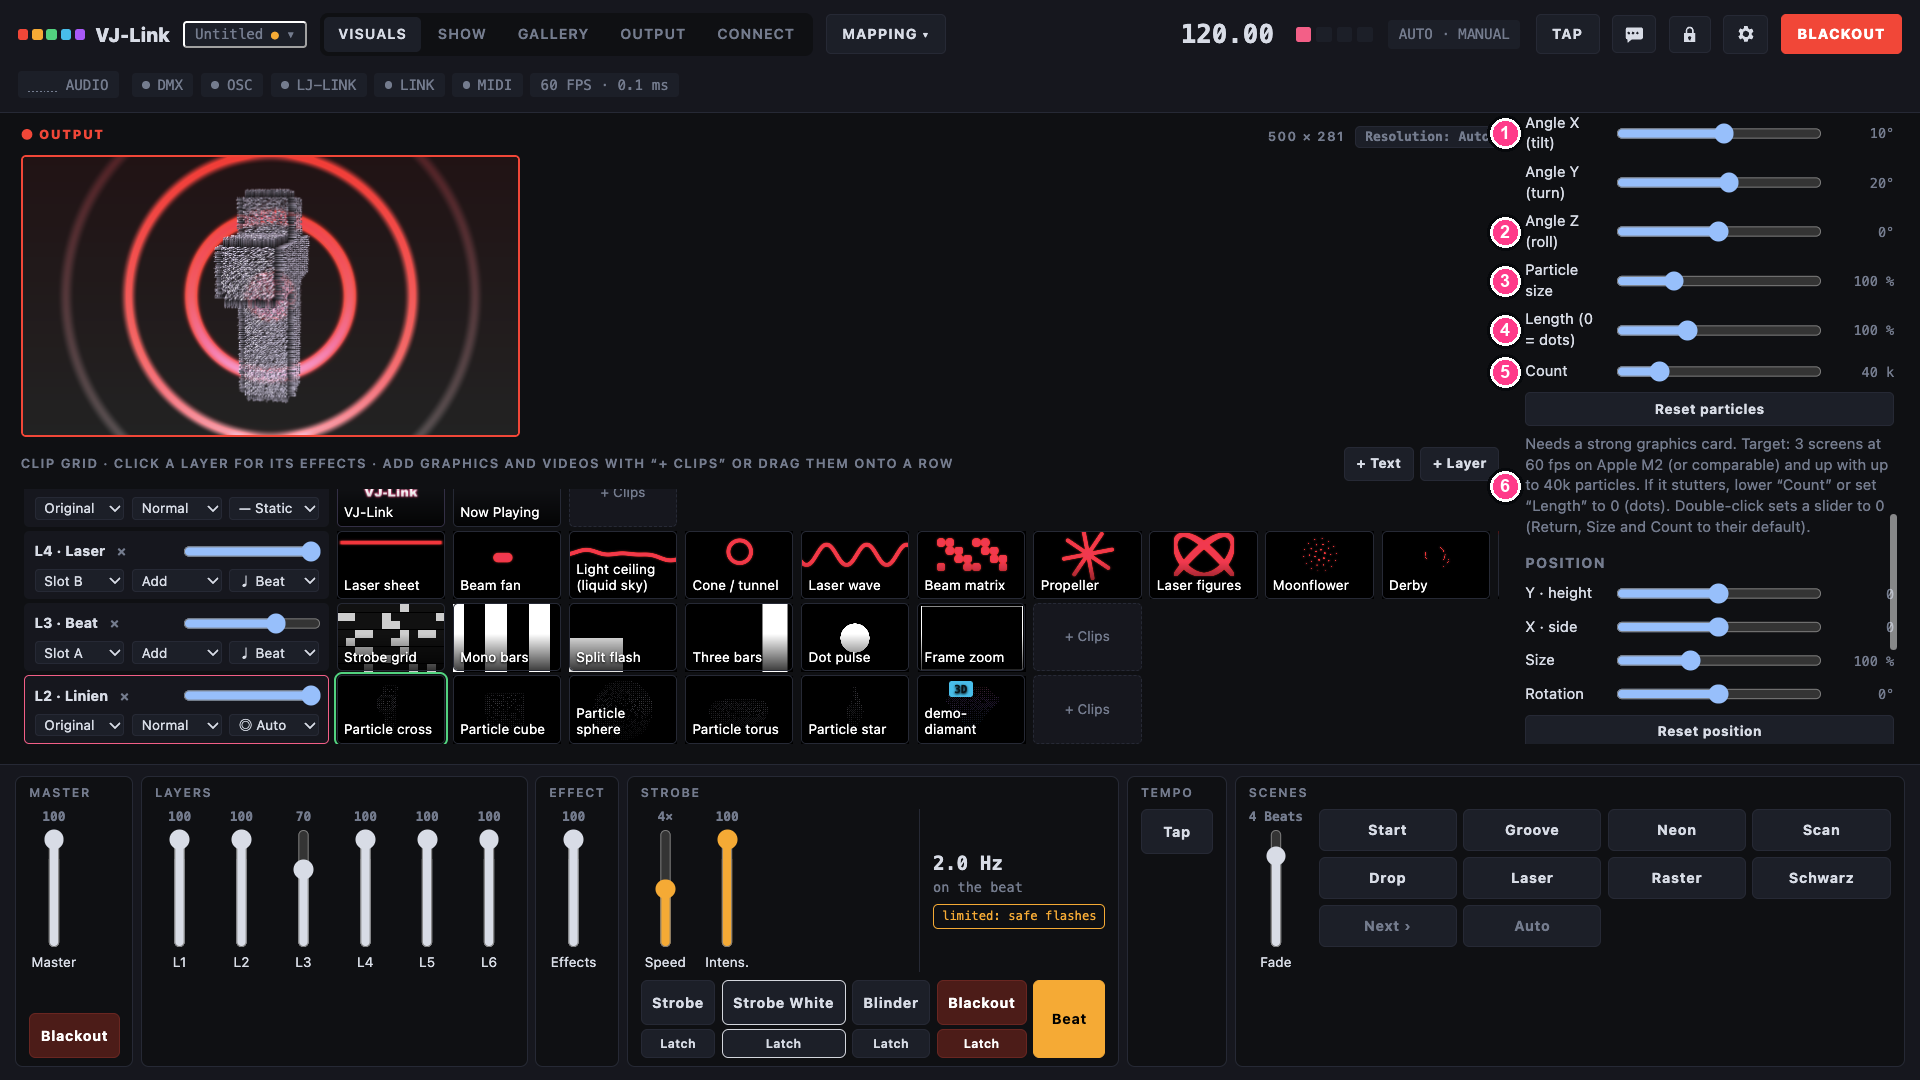 VJ-Link
Untitled
VISUALS
SHOW
GALLERY
OUTPUT
CONNECT
MAPPING
120.00
AUTO · MANUAL
TAP
BLACKOUT
AUDIO
DMX
OSC
LJ-LINK
LINK
MIDI
60 FPS · 0.1 ms
OUTPUT
500 × 281
Resolution: Auto
1
Angle X
(tilt)
10°
Angle Y
(turn)
20°
2
Angle Z
(roll)
0°
3
Particle
size
100 %
4
Length (0
= dots)
100 %
5
Count
40 k
Reset particles
6
Needs a strong graphics card. Target: 3 screens at
60 fps on Apple M2 (or comparable) and up with up
to 40k particles. If it stutters, lower “Count” or set
“Length” to 0 (dots). Double-click sets a slider to 0
(Return, Size and Count to their default).
POSITION
Y · height
0
X · side
0
Size
100 %
Rotation
0°
Reset position
CLIP GRID · CLICK A LAYER FOR ITS EFFECTS · ADD GRAPHICS AND VIDEOS WITH “+ CLIPS” OR DRAG THEM ONTO A ROW
+ Text
+ Layer
Original
Normal
— Static
VJ-Link
VJ-Link
Now Playing
+ Clips
L4 · Laser ×
Slot B
Add
♩ Beat
Laser sheet
Beam fan
Light ceiling
(liquid sky)
Cone / tunnel
Laser wave
Beam matrix
Propeller
Laser figures
Moonflower
Derby
L3 · Beat ×
Slot A
Add
♩ Beat
Strobe grid
Mono bars
Split flash
Three bars
Dot pulse
Frame zoom
+ Clips
L2 · Linien ×
Original
Normal
◎ Auto
Particle cross
Particle cube
Particle
sphere
Particle torus
Particle star
3D
demo-
diamant
+ Clips
MASTER
100
Master
Blackout
LAYERS
100
100
70
100
100
100
L1
L2
L3
L4
L5
L6
EFFECT
100
Effects
STROBE
4×
100
Speed
Intens.
2.0 Hz
on the beat
limited: safe flashes
Strobe
Strobe White
Blinder
Blackout
Beat
Latch
Latch
Latch
Latch
TEMPO
Tap
SCENES
4 Beats
Fade
Start
Groove
Neon
Scan
Drop
Laser
Raster
Schwarz
Next ›
Auto